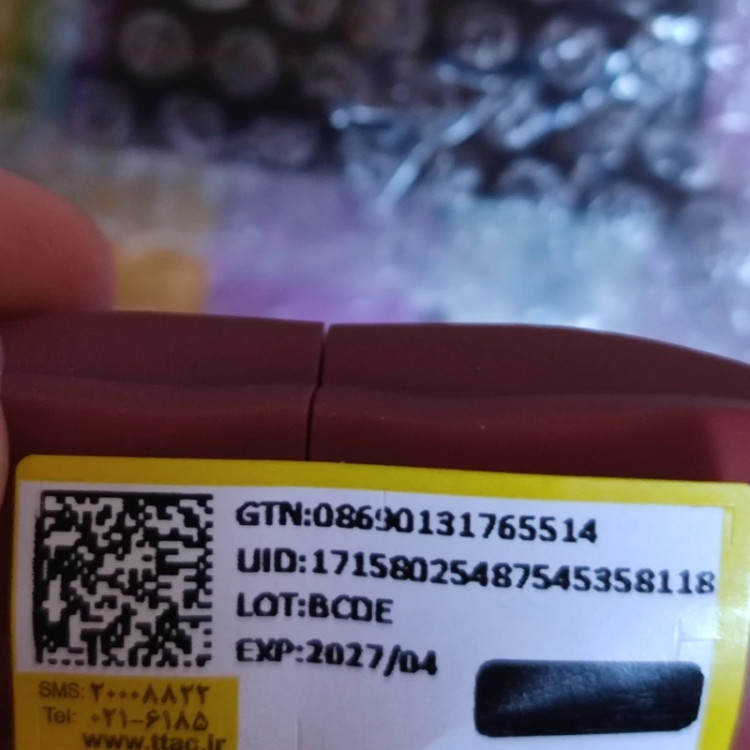 GTN:08690131765514
UID:17158025487545358118
LOT:BCDE
EXP:2027/04
SMS: ۲۰۰۰۸۸۲۲
Tel: ۰۲۱-۶۱۸۵
www.ttac.ir